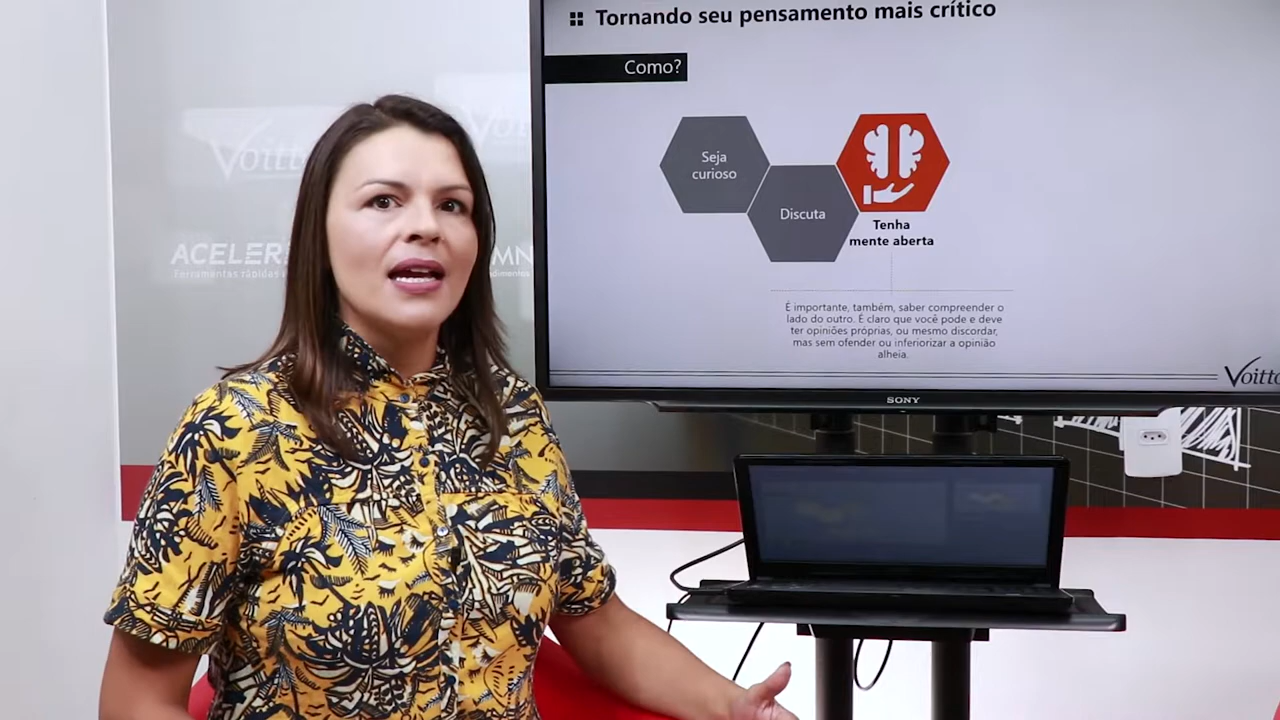 Tornando seu pensamento mais crítico
Como?
Seja
curioso
Discuta
Tenha
mente aberta
É importante, também, saber compreender o
lado do outro. É claro que você pode e deve
ter opiniões próprias, ou mesmo discordar,
mas sem ofender ou inferiorizar a opinião
alheia.
Voitto
SONY
Voitto
ACELER
Ferramentas rápidas